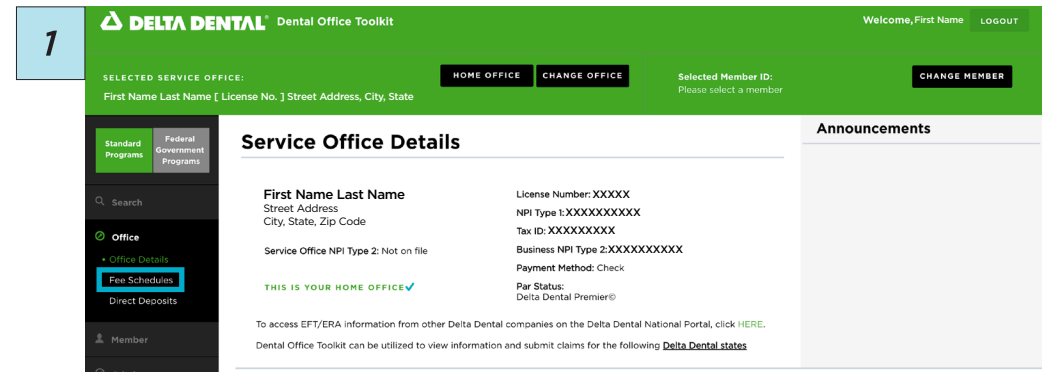 1
DELTA DENTAL® Dental Office Toolkit
Welcome, First Name LOGOUT
SELECTED SERVICE OFFICE:
HOME OFFICE CHANGE OFFICE
First Name Last Name [ License No. ] Street Address, City, State
Selected Member ID:
Please select a member
CHANGE MEMBER
Standard Programs
Federal Government Programs
Search
Office
• Office Details
Fee Schedules
Direct Deposits
Member
Service Office Details
First Name Last Name
Street Address
City, State, Zip Code
Service Office NPI Type 2: Not on file
THIS IS YOUR HOME OFFICE✓
License Number: XXXXX
NPI Type 1: XXXXXXXXXX
Tax ID: XXXXXXXXX
Business NPI Type 2: XXXXXXXXXX
Payment Method: Check
Par Status:
Delta Dental Premier©
To access EFT/ERA information from other Delta Dental companies on the Delta Dental National Portal, click HERE.
Dental Office Toolkit can be utilized to view information and submit claims for the following Delta Dental states
Announcements